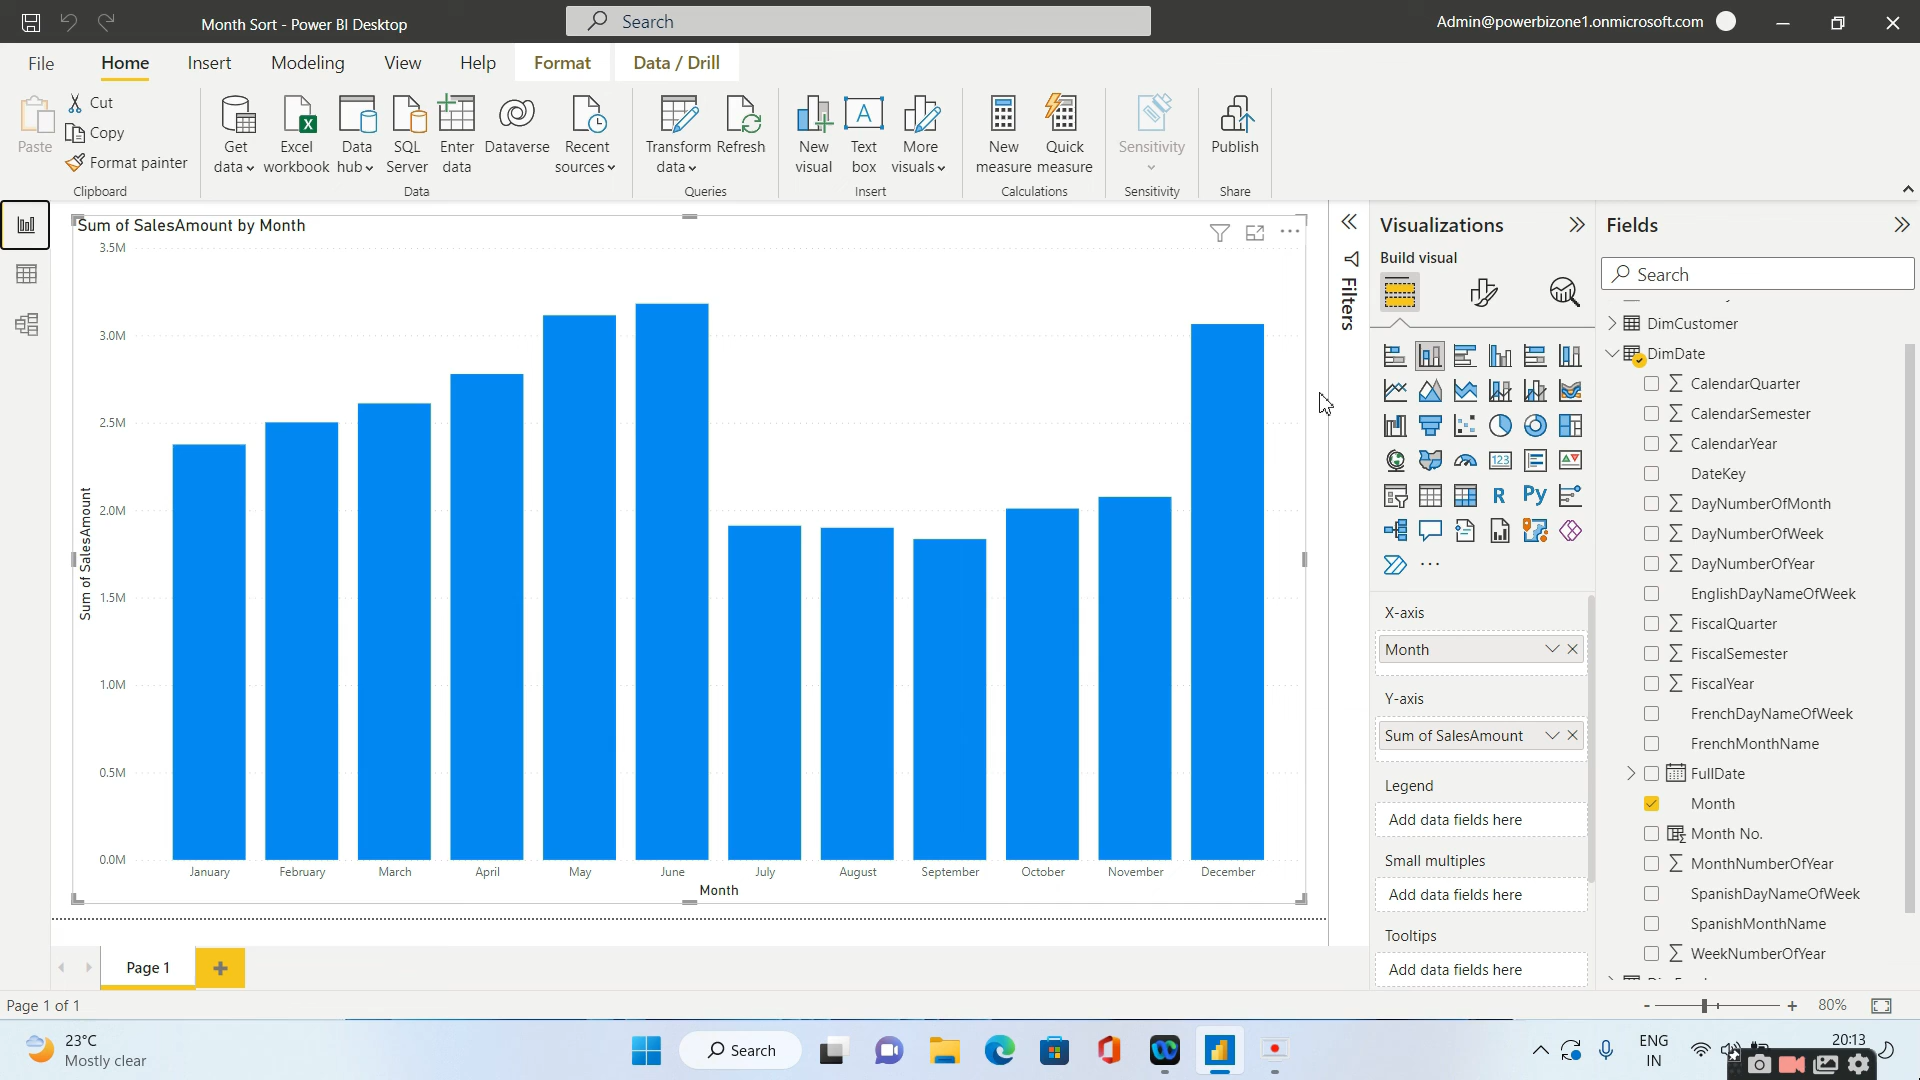 Month Sort - Power BI Desktop
Search
Admin@powerbizone1.onmicrosoft.com
File
Home
Insert
Modeling
View
Help
Format
Data / Drill
Paste
Cut
Copy
Format painter
Clipboard
Get data
Excel workbook
Data hub
SQL Server
Enter data
Dataverse
Recent sources
Data
Transform data
Refresh
Queries
New visual
Text box
More visuals
Insert
New measure
Quick measure
Calculations
Sensitivity
Sensitivity
Publish
Share
Sum of SalesAmount by Month
3.5M
3.0M
2.5M
2.0M
1.5M
1.0M
0.5M
0.0M
Sum of SalesAmount
January
February
March
April
May
June
July
August
September
October
November
December
Month
Filters
Visualizations
Build visual
123
R
Py
X-axis
Month
Y-axis
Sum of SalesAmount
Legend
Add data fields here
Small multiples
Add data fields here
Tooltips
Add data fields here
Fields
Search
DimCustomer
DimDate
CalendarQuarter
CalendarSemester
CalendarYear
DateKey
DayNumberOfMonth
DayNumberOfWeek
DayNumberOfYear
EnglishDayNameOfWeek
FiscalQuarter
FiscalSemester
FiscalYear
FrenchDayNameOfWeek
FrenchMonthName
FullDate
Month
Month No.
MonthNumberOfYear
SpanishDayNameOfWeek
SpanishMonthName
WeekNumberOfYear
Page 1
Page 1 of 1
80%
23°C
Mostly clear
Search
ENG
IN
20:13